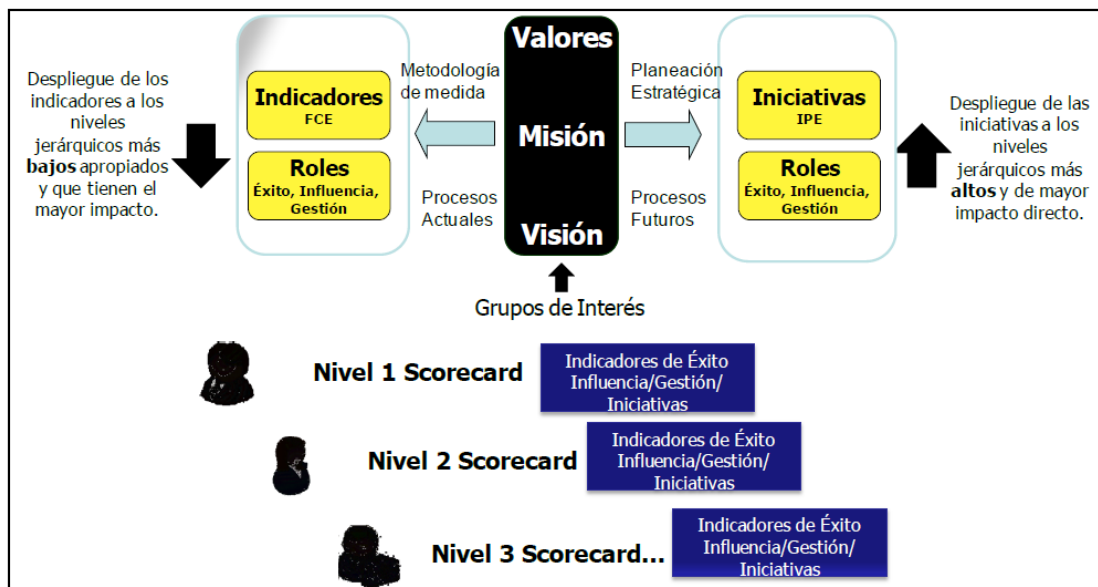 Despliegue de los
indicadores a los
niveles
jerárquicos más
bajos apropiados
y que tienen el
mayor impacto.
Indicadores
FCE
Roles
Éxito, Influencia,
Gestión
Metodología
de medida
Procesos
Actuales
Valores
Misión
Visión
Planeación
Estratégica
Procesos
Futuros
Iniciativas
IPE
Roles
Éxito, Influencia,
Gestión
Despliegue de las
iniciativas a los
niveles
jerárquicos más
altos y de mayor
impacto directo.
Grupos de Interés
Nivel 1 Scorecard
Indicadores de Éxito
Influencia/Gestión/
Iniciativas
Nivel 2 Scorecard
Indicadores de Éxito
Influencia/Gestión/
Iniciativas
Nivel 3 Scorecard...
Indicadores de Éxito
Influencia/Gestión/
Iniciativas